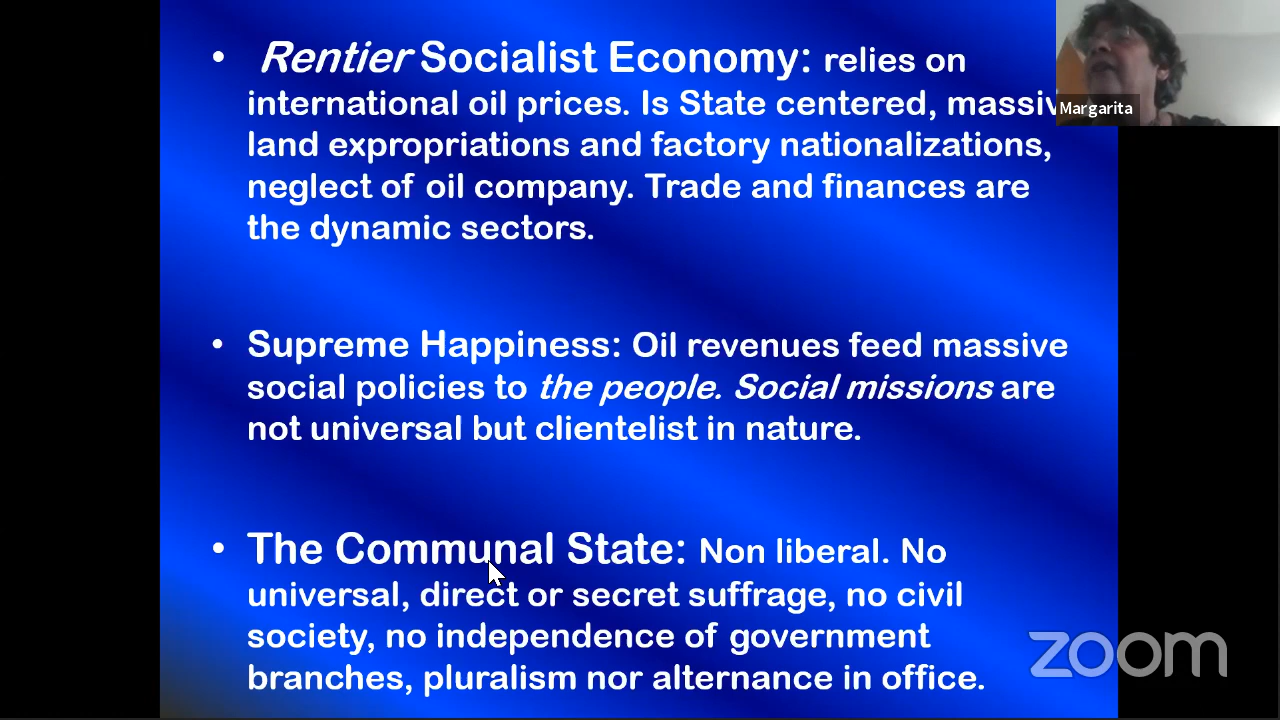 • Rentier Socialist Economy: relies on
international oil prices. Is State centered, massiv
land expropriations and factory nationalizations,
neglect of oil company. Trade and finances are
the dynamic sectors.
• Supreme Happiness: Oil revenues feed massive
social policies to the people. Social missions are
not universal but clientelist in nature.
• The Communal State: Non liberal. No
universal, direct or secret suffrage, no civil
society, no independence of government
branches, pluralism nor alternance in office.
Margarita
zoom